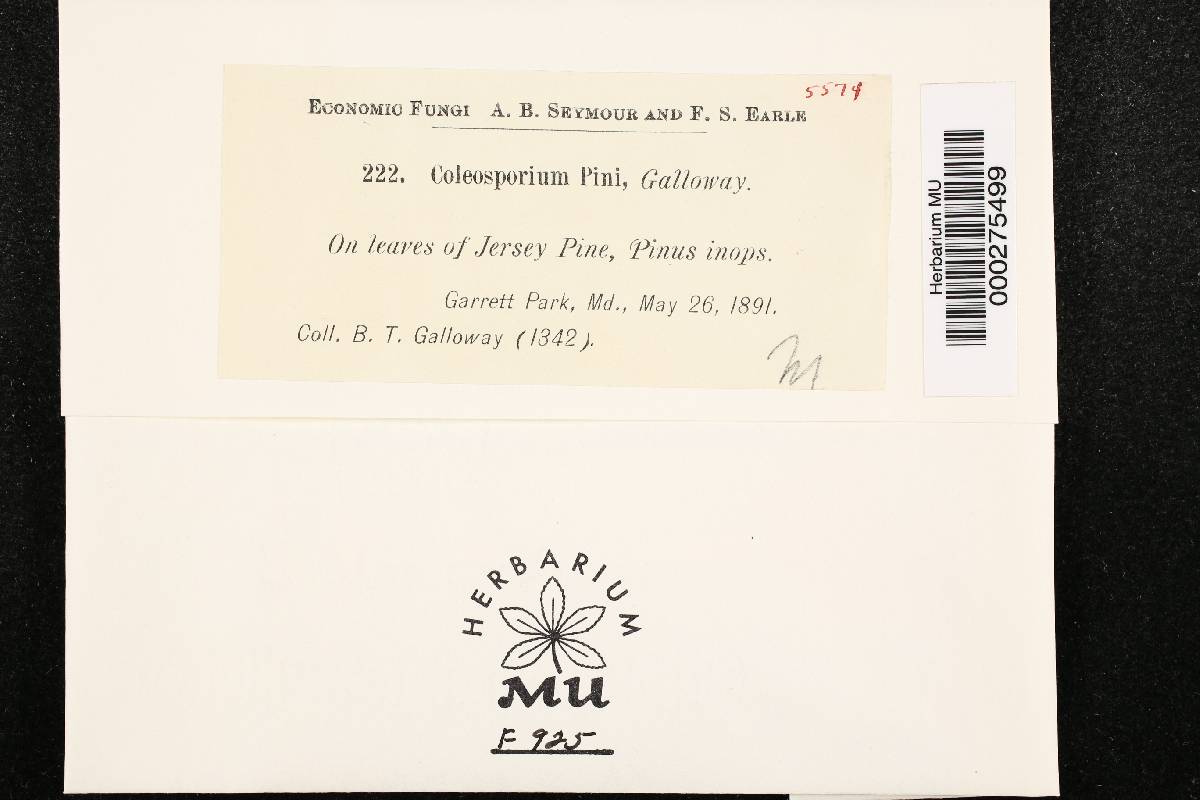 5574
ECONOMIC FUNGI A. B. SEYMOUR AND F. S. EARLE
222. Coleosporium Pini, Galloway.
On leaves of Jersey Pine, Pinus inops.
Garrett Park, Md., May 26, 1891.
Coll. B. T. Galloway (1342).
Herbarium MU
000275499
HERBARIUM
MU
F 925